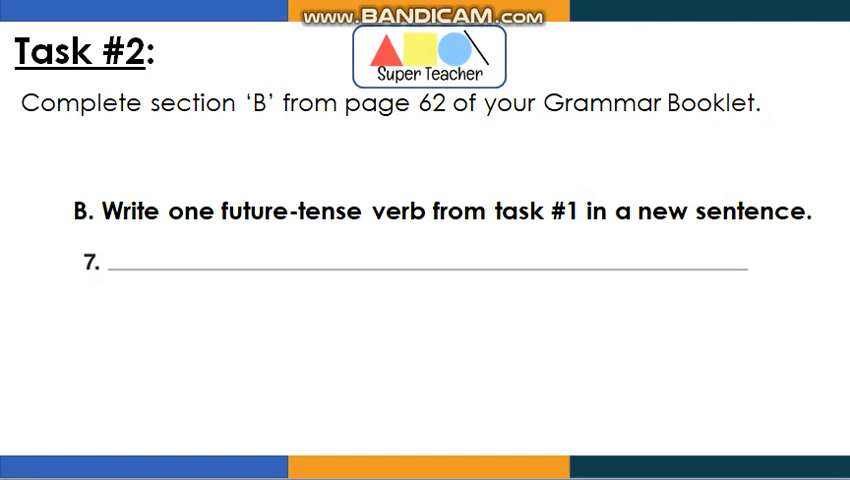 www.BANDICAM.com
Task #2:
Super Teacher
Complete section ‘B’ from page 62 of your Grammar Booklet.
B. Write one future-tense verb from task #1 in a new sentence.
7.